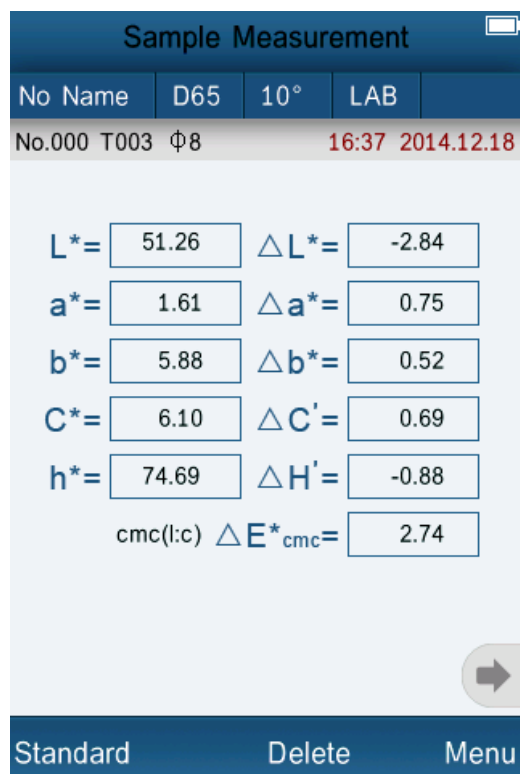 Sample Measurement
No Name D65 10° LAB
No.000 T003 Φ8 16:37 2014.12.18
L*= 51.26 △L*= -2.84
a*= 1.61 △a*= 0.75
b*= 5.88 △b*= 0.52
C*= 6.10 △C'= 0.69
h*= 74.69 △H'= -0.88
cmc(l:c) △E*cmc= 2.74
Standard Delete Menu